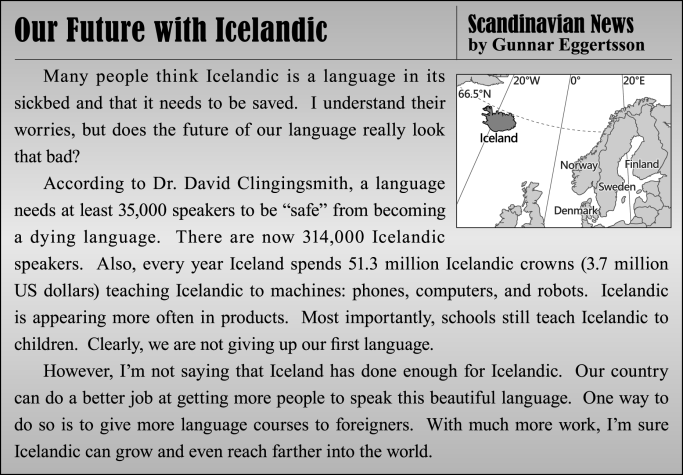 Our Future with Icelandic
Scandinavian News
by Gunnar Eggertsson
Many people think Icelandic is a language in its
sickbed and that it needs to be saved. I understand their
worries, but does the future of our language really look
that bad?
According to Dr. David Clingingsmith, a language
needs at least 35,000 speakers to be “safe” from becoming
a dying language. There are now 314,000 Icelandic
speakers. Also, every year Iceland spends 51.3 million Icelandic crowns (3.7 million
US dollars) teaching Icelandic to machines: phones, computers, and robots. Icelandic
is appearing more often in products. Most importantly, schools still teach Icelandic to
children. Clearly, we are not giving up our first language.
However, I’m not saying that Iceland has done enough for Icelandic. Our country
can do a better job at getting more people to speak this beautiful language. One way to
do so is to give more language courses to foreigners. With much more work, I’m sure
Icelandic can grow and even reach farther into the world.
20°W
0°
20°E
66.5°N
Iceland
Norway
Finland
Sweden
Denmark